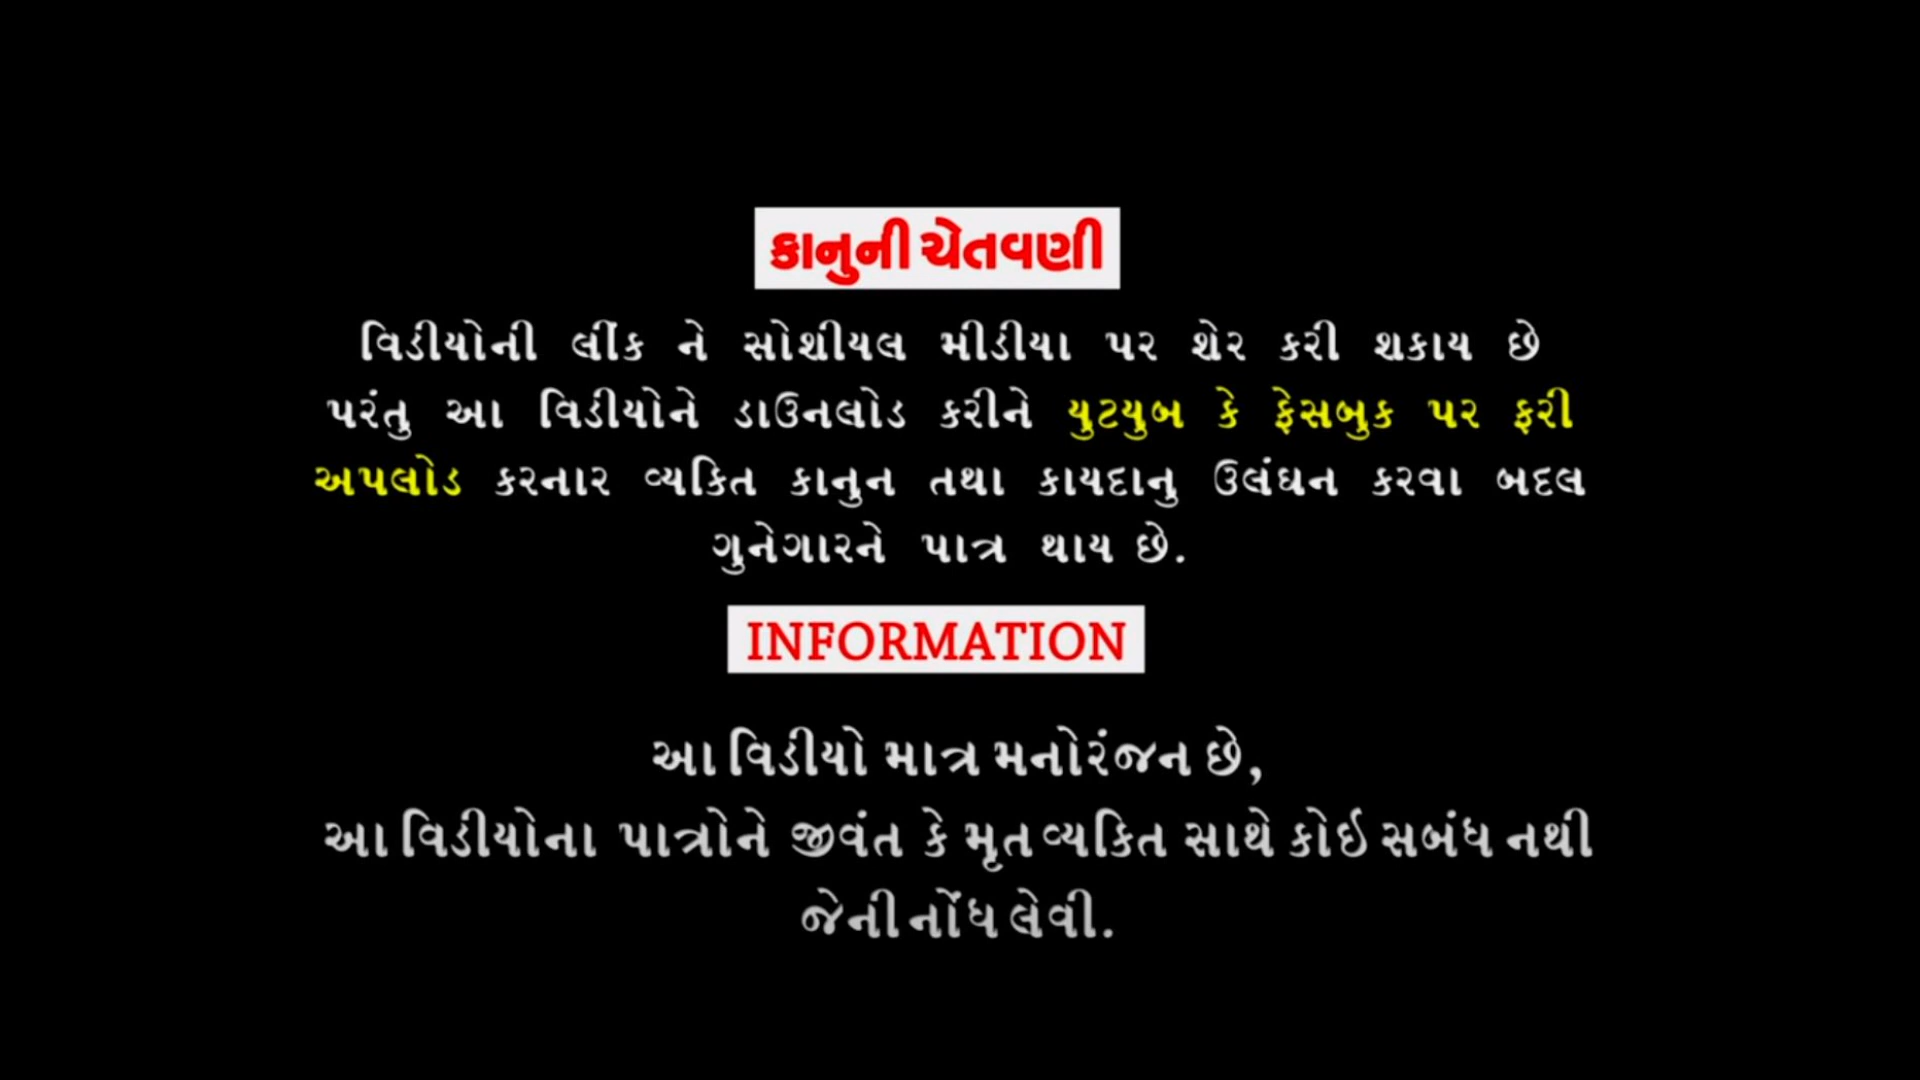 કાનુની ચેતવણી
વિડીયોની લીંક ને સોશીયલ મીડીયા પર શેર કરી શકાય છે
પરંતુ આ વિડીયોને ડાઉનલોડ કરીને યુટયુબ કે ફેસબુક પર ફરી
અપલોડ કરનાર વ્યકિત કાનુન તથા કાયદાનુ ઉલંઘન કરવા બદલ
ગુનેગારને પાત્ર થાય છે.
INFORMATION
આ વિડીયો માત્ર મનોરંજન છે,
આ વિડીયોના પાત્રોને જીવંત કે મૃત વ્યકિત સાથે કોઇ સબંધ નથી
જેની નોંધ લેવી.